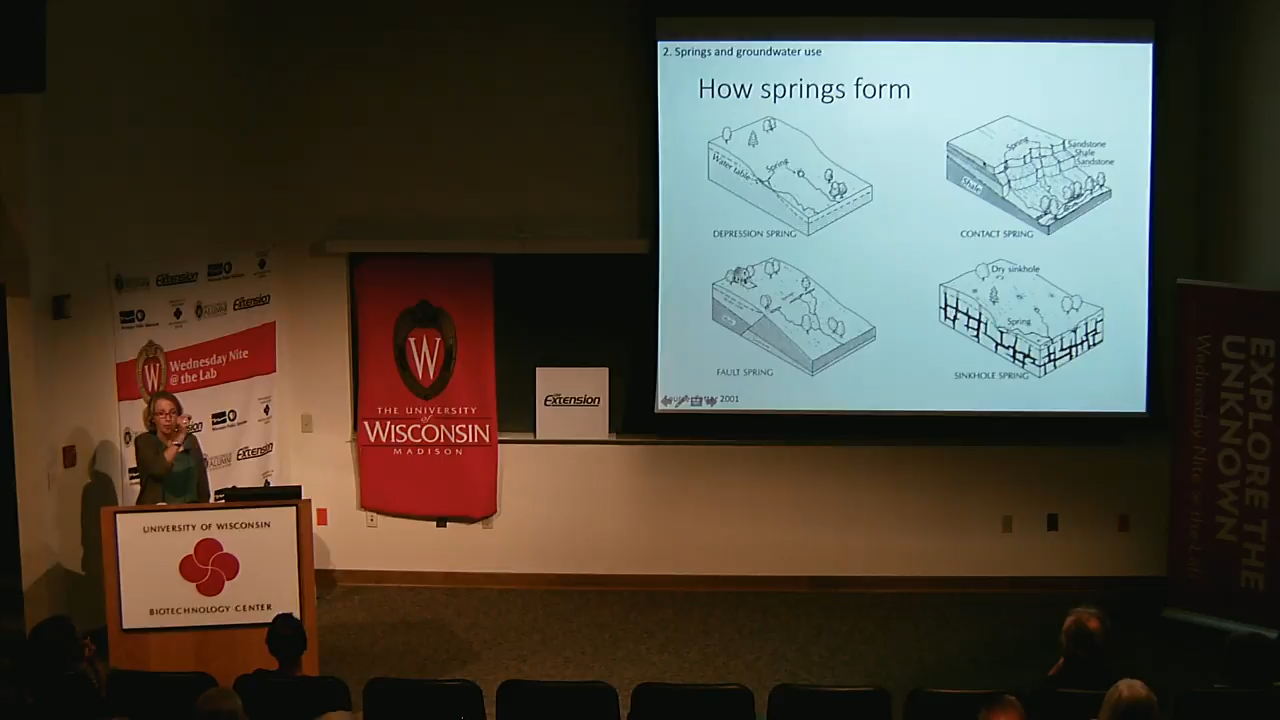 2. Springs and groundwater use
How springs form
Water table
Spring
DEPRESSION SPRING
Spring
Sandstone
Shale
Sandstone
Shale
CONTACT SPRING
FAULT SPRING
Dry sinkhole
Spring
SINKHOLE SPRING
2001
Extension
Extension
Wednesday Nite
@ the Lab
W
Extension
W
THE UNIVERSITY
of
WISCONSIN
MADISON
Extension
UNIVERSITY OF WISCONSIN
BIOTECHNOLOGY CENTER
EXPLORE THE
UNKNOWN
Wednesday Nite @ the Lab